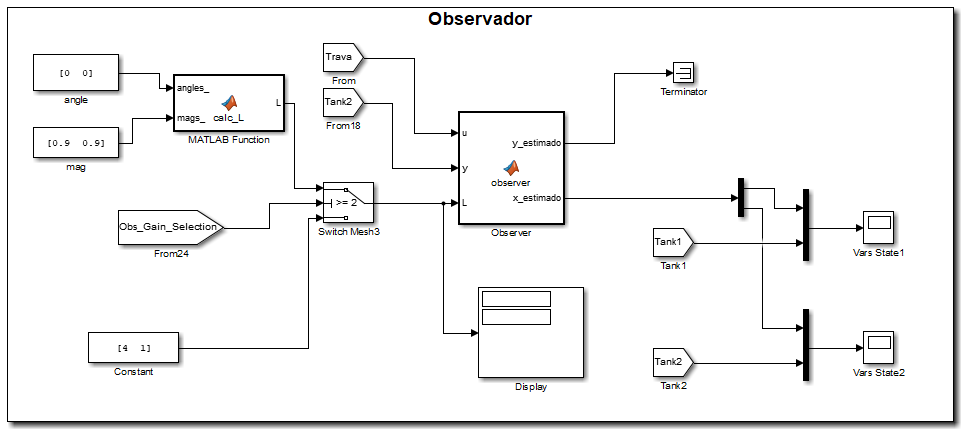 Observador
[0 0]
angle
[0.9 0.9]
mag
angles_
mags_
L
calc_L
MATLAB Function
Trava
From
Tank2
From18
Obs_Gain_Selection
From24
>= 2
Switch Mesh3
[4 1]
Constant
u
y
L
y_estimado
observer
x_estimado
Observer
Display
Terminator
Tank1
Tank1
Vars State1
Tank2
Tank2
Vars State2